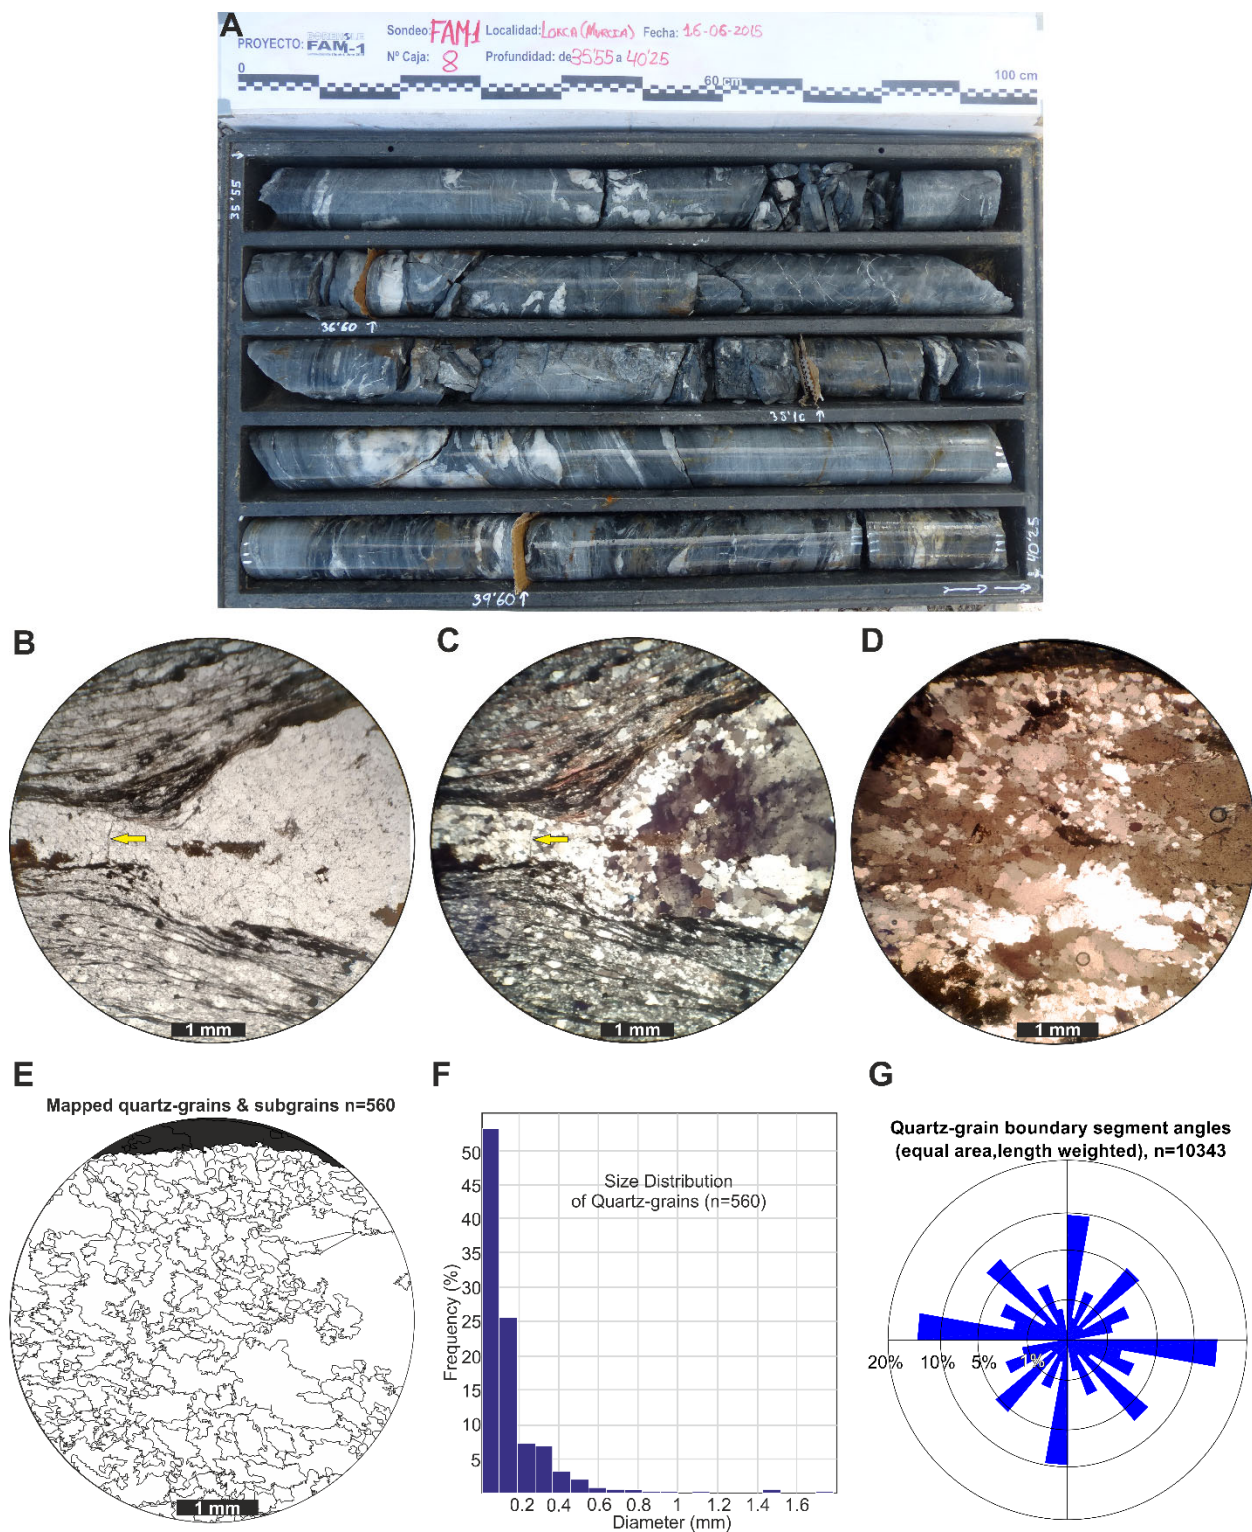 A
PROYECTO: FAM-1 Sondeo: FAM-1 Localidad: LORCA (MURCIA) Fecha: 16-06-2015
Nº Caja: 8 Profundidad: de 35'55 a 40'25
0 60 cm 100 cm
35'55
36'60 ↑
38'10 ↑
39'60 ↑
40'25
B
C
D
1 mm
1 mm
1 mm
E
Mapped quartz-grains & subgrains n=560
1 mm
F
Size Distribution
of Quartz-grains (n=560)
Frequency (%)
50
45
40
35
30
25
20
15
10
5
0.2 0.4 0.6 0.8 1 1.2 1.4 1.6
Diameter (mm)
G
Quartz-grain boundary segment angles
(equal area,length weighted), n=10343
20% 10% 5% 1%